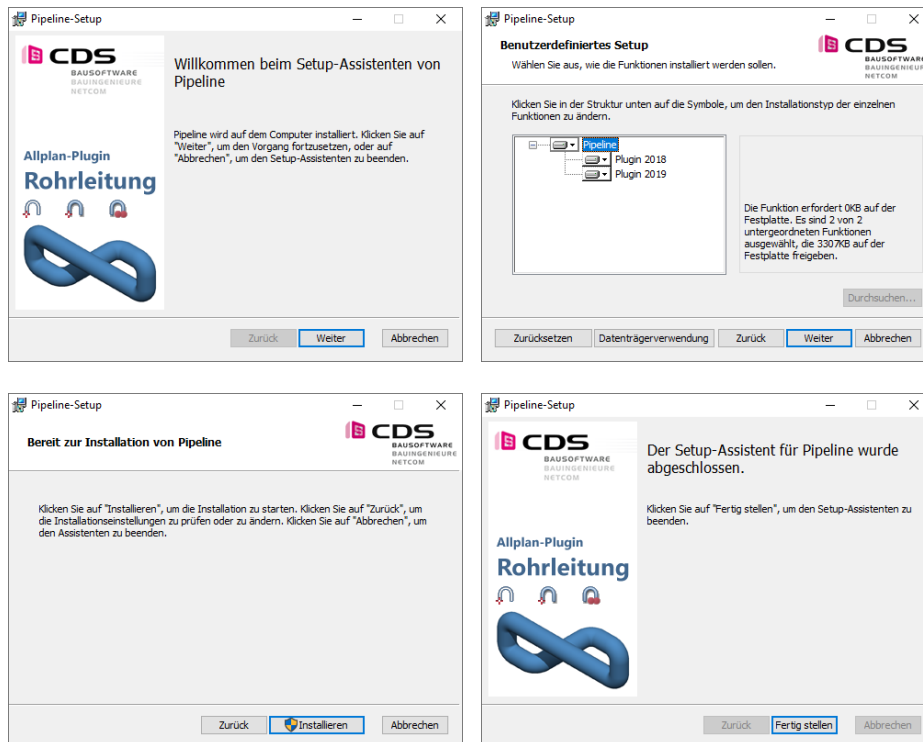 Pipeline-Setup
CDS
BAUSOFTWARE
BAUINGENIEURE
NETCOM
Willkommen beim Setup-Assistenten von
Pipeline
Pipeline wird auf dem Computer installiert. Klicken Sie auf
"Weiter", um den Vorgang fortzusetzen, oder auf
"Abbrechen", um den Setup-Assistenten zu beenden.
Allplan-Plugin
Rohrleitung
Zurück Weiter Abbrechen
Pipeline-Setup
Benutzerdefiniertes Setup
Wählen Sie aus, wie die Funktionen installiert werden sollen.
CDS
BAUSOFTWARE
BAUINGENIEUR
NETCOM
Klicken Sie in der Struktur unten auf die Symbole, um den Installationstyp der einzelnen
Funktionen zu ändern.
Pipeline
Plugin 2018
Plugin 2019
Die Funktion erfordert 0KB auf der
Festplatte. Es sind 2 von 2
untergeordneten Funktionen
ausgewählt, die 3307KB auf der
Festplatte freigeben.
Durchsuchen...
Zurücksetzen Datenträgerverwendung Zurück Weiter Abbrechen
Pipeline-Setup
Bereit zur Installation von Pipeline
CDS
BAUSOFTWARE
BAUINGENIEURE
NETCOM
Klicken Sie auf "Installieren", um die Installation zu starten. Klicken Sie auf "Zurück", um
die Installationseinstellungen zu prüfen oder zu ändern. Klicken Sie auf "Abbrechen", um
den Assistenten zu beenden.
Zurück Installieren Abbrechen
Pipeline-Setup
CDS
BAUSOFTWARE
BAUINGENIEURE
NETCOM
Der Setup-Assistent für Pipeline wurde
abgeschlossen.
Klicken Sie auf "Fertig stellen", um den Setup-Assistenten zu
beenden.
Allplan-Plugin
Rohrleitung
Zurück Fertig stellen Abbrechen